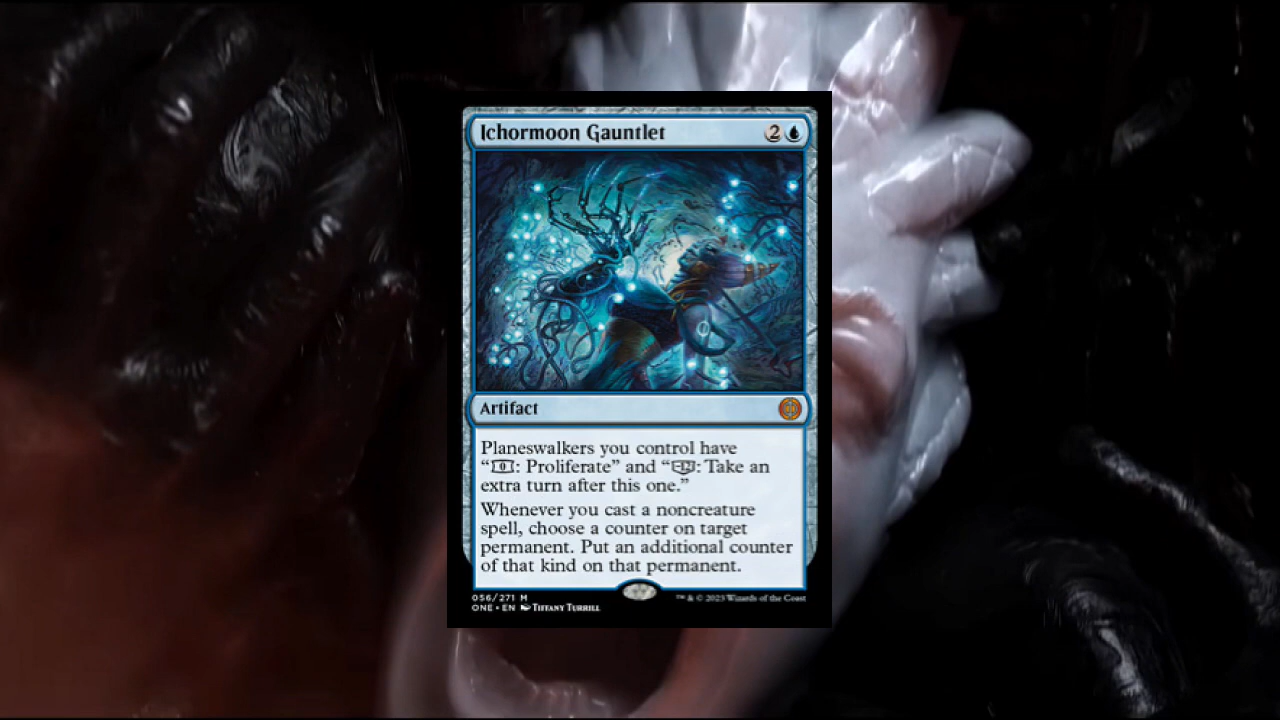 Ichormoon Gauntlet 2
Artifact
Planeswalkers you control have
“0: Proliferate” and “−12: Take an
extra turn after this one.”
Whenever you cast a noncreature
spell, choose a counter on target
permanent. Put an additional counter
of that kind on that permanent.
056/271 M
ONE • EN Tiffany Turrill
™ & © 2023 Wizards of the Coast